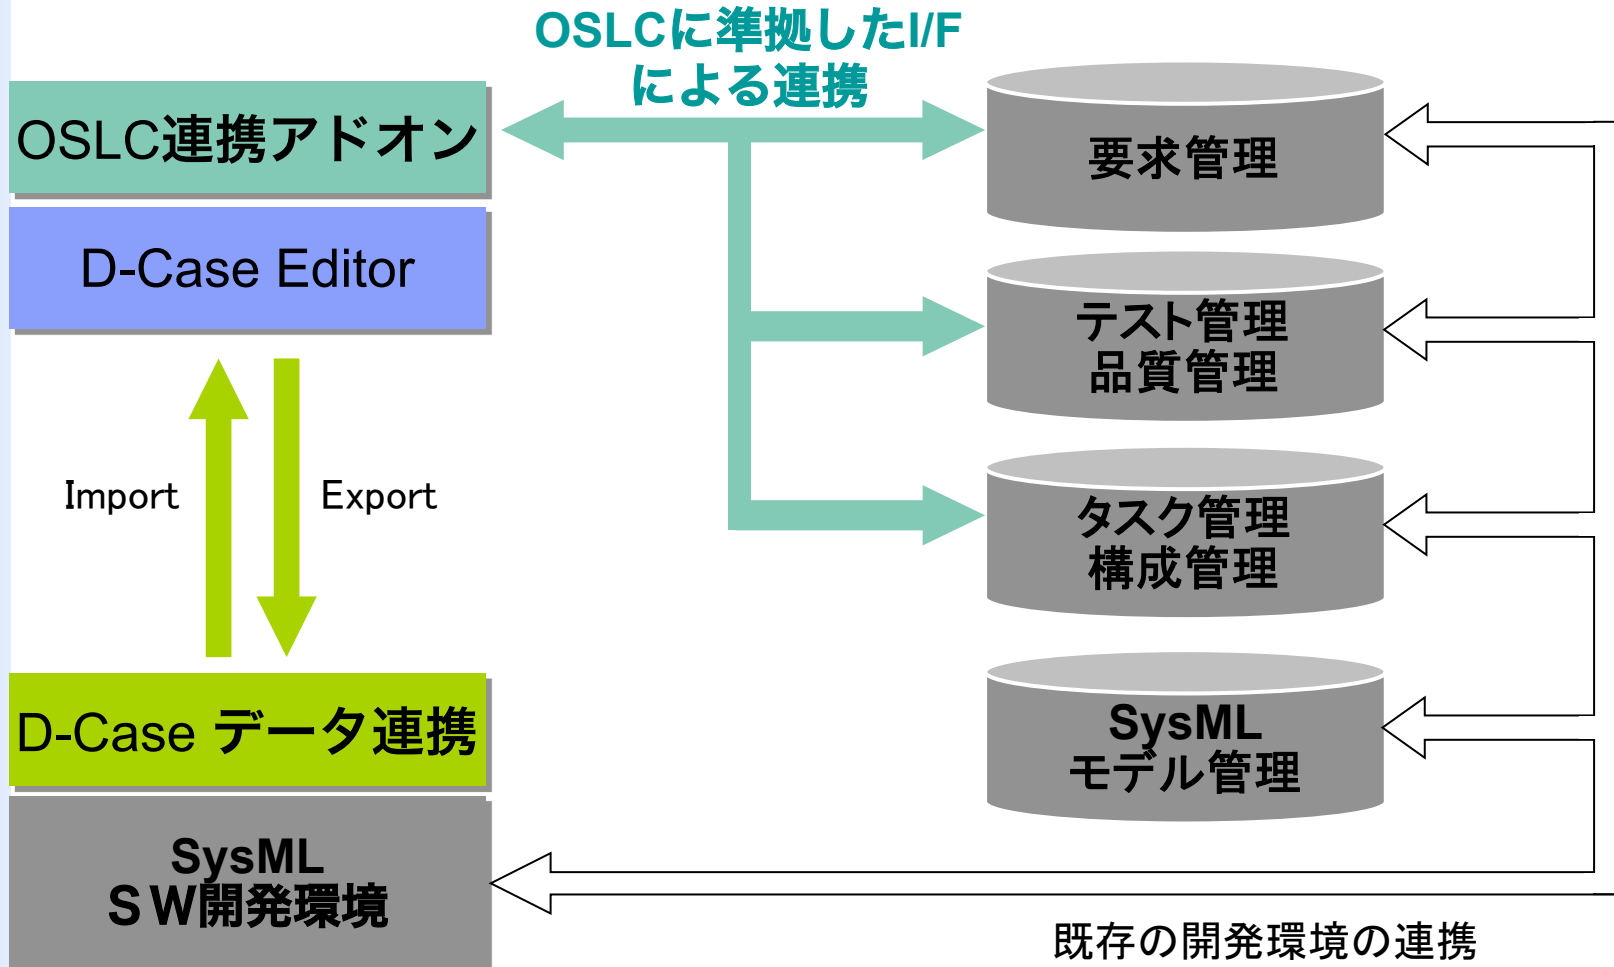 OSLCに準拠したI/F
による連携
OSLC連携アドオン
D-Case Editor
Import
Export
D-Case データ連携
SysML
ＳＷ開発環境
要求管理
テスト管理
品質管理
タスク管理
構成管理
SysML
モデル管理
既存の開発環境の連携